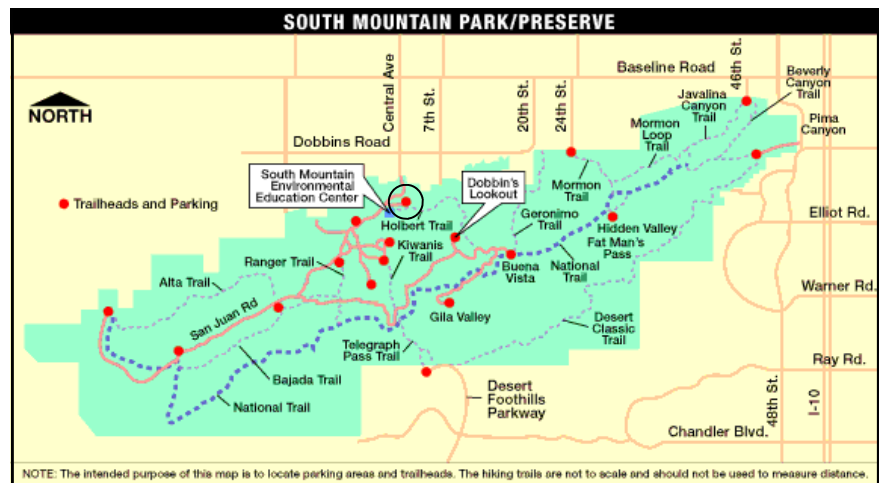 SOUTH MOUNTAIN PARK/PRESERVE
NORTH
Central Ave
7th St.
20th St.
24th St.
Baseline Road
46th St.
Beverly
Canyon
Trail
Javalina
Canyon
Trail
Mormon
Loop
Trail
Pima
Canyon
Dobbins Road
South Mountain
Environmental
Education Center
Dobbin's
Lookout
Mormon
Trail
Trailheads and Parking
Holbert Trail
Geronimo
Trail
Hidden Valley
Fat Man's
Pass
Elliot Rd.
Ranger Trail
Kiwanis
Trail
Buena
Vista
National
Trail
Alta Trail
San Juan Rd
Gila Valley
Warner Rd.
Desert
Classic
Trail
Telegraph
Pass Trail
Bajada Trail
National Trail
Desert
Foothills
Parkway
Ray Rd.
48th St.
I-10
Chandler Blvd.
NOTE: The intended purpose of this map is to locate parking areas and trailheads. The hiking trails are not to scale and should not be used to measure distance.